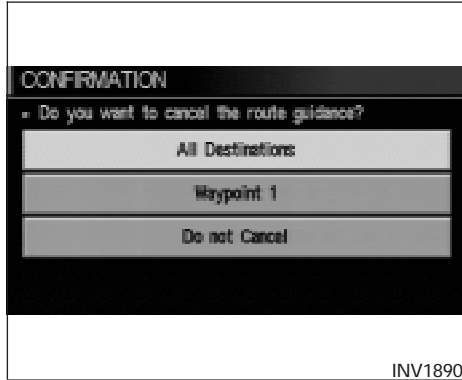 CONFIRMATION
▪ Do you want to cancel the route guidance?
All Destinations
Waypoint 1
Do not Cancel
INV1890